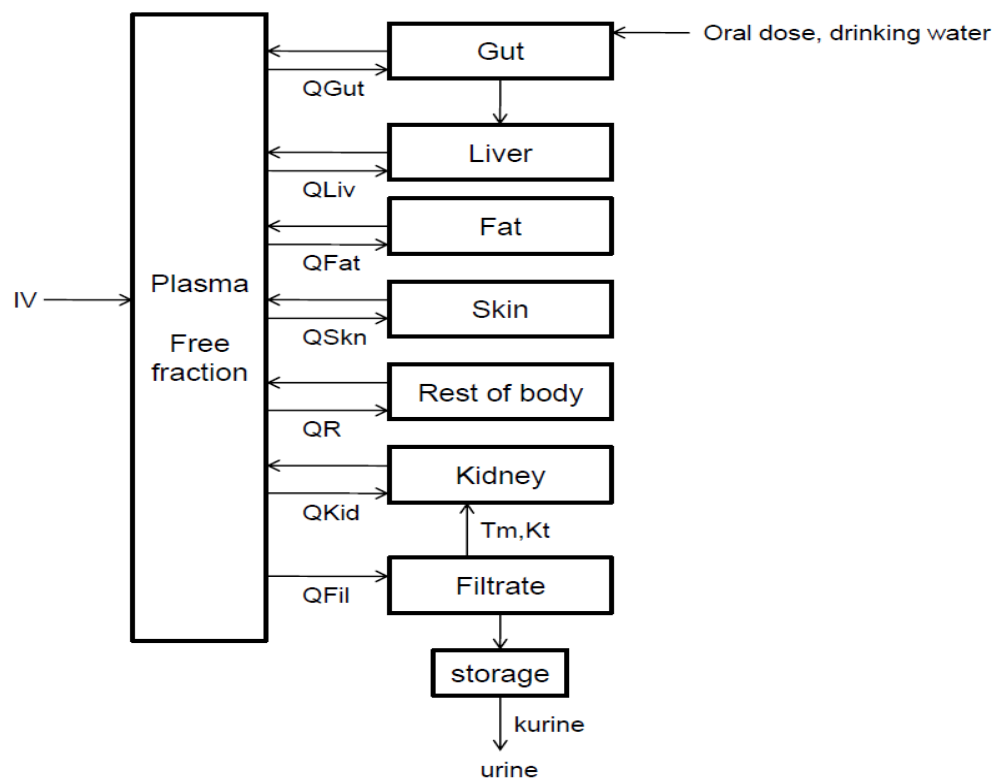 Oral dose, drinking water
Gut
QGut
Liver
QLiv
Fat
QFat
Plasma
Free
fraction
IV
Skin
QSkn
Rest of body
QR
Kidney
QKid
Tm,Kt
Filtrate
QFil
storage
kurine
urine